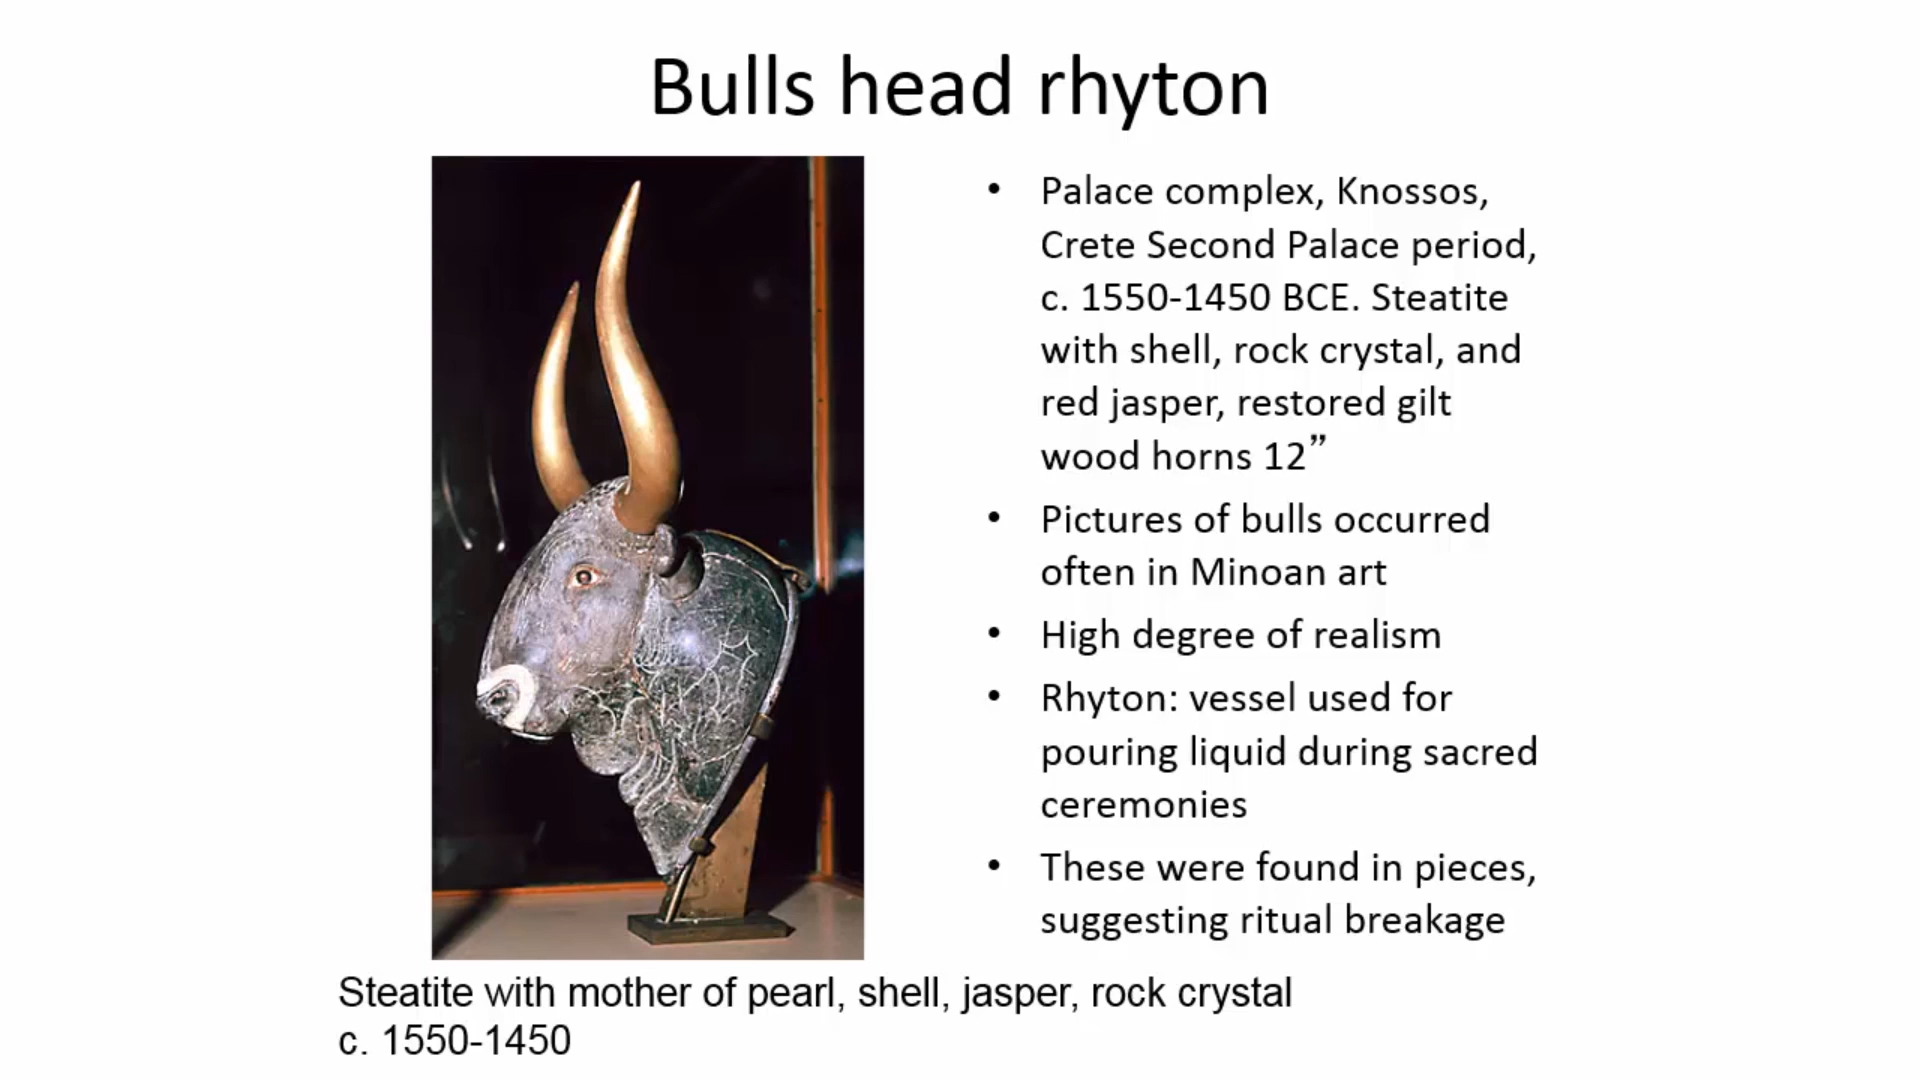 Bulls head rhyton
• Palace complex, Knossos,
Crete Second Palace period,
c. 1550-1450 BCE. Steatite
with shell, rock crystal, and
red jasper, restored gilt
wood horns 12”
• Pictures of bulls occurred
often in Minoan art
• High degree of realism
• Rhyton: vessel used for
pouring liquid during sacred
ceremonies
• These were found in pieces,
suggesting ritual breakage
Steatite with mother of pearl, shell, jasper, rock crystal
c. 1550-1450